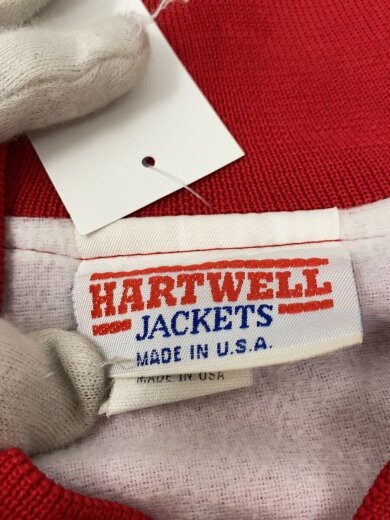 HARTWELL
JACKETS
MADE IN U.S.A.
MADE IN USA